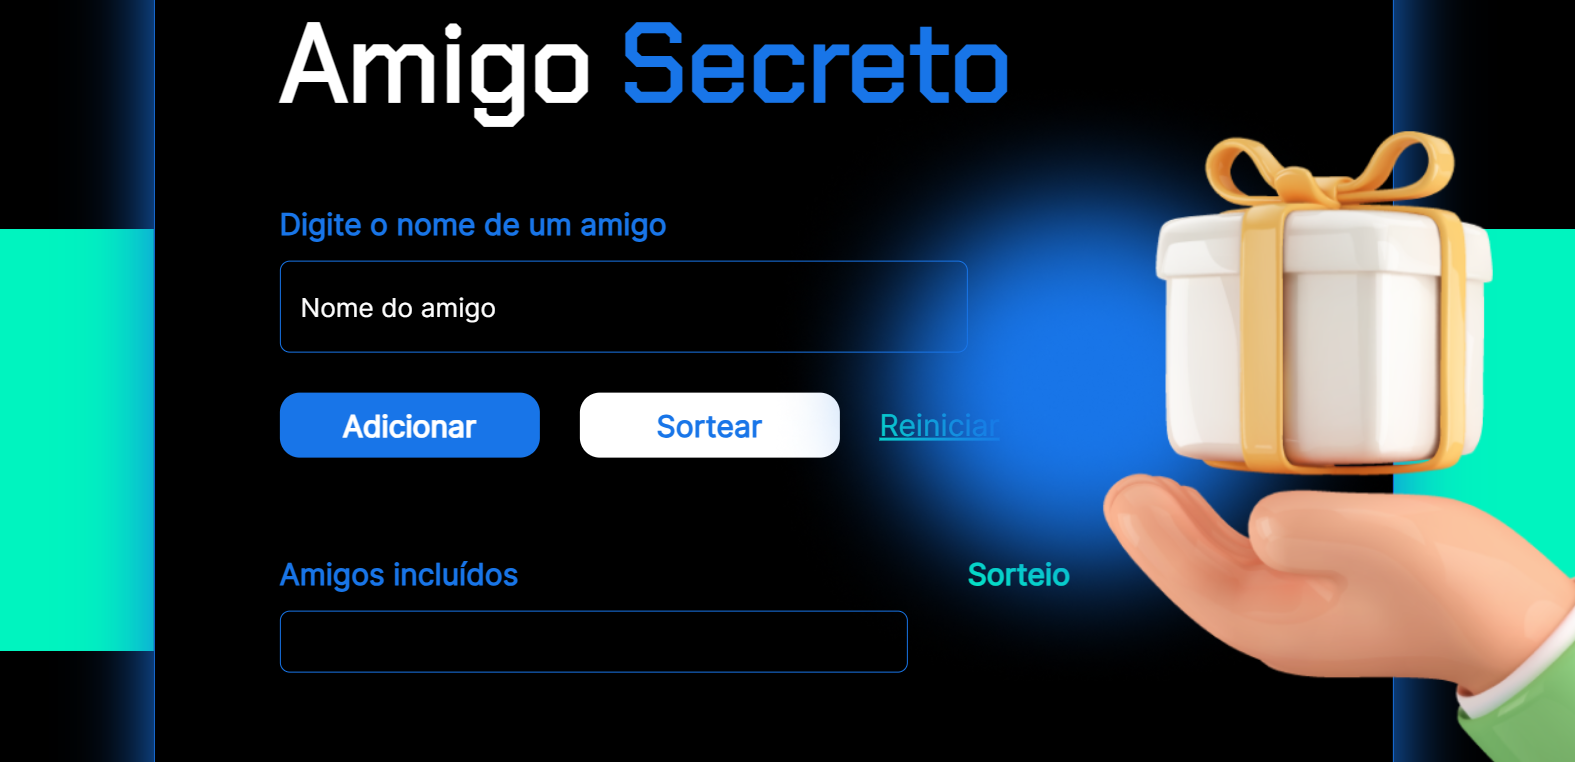 Amigo Secreto
Digite o nome de um amigo
Nome do amigo
Adicionar
Sortear
Reiniciar
Amigos incluídos
Sorteio